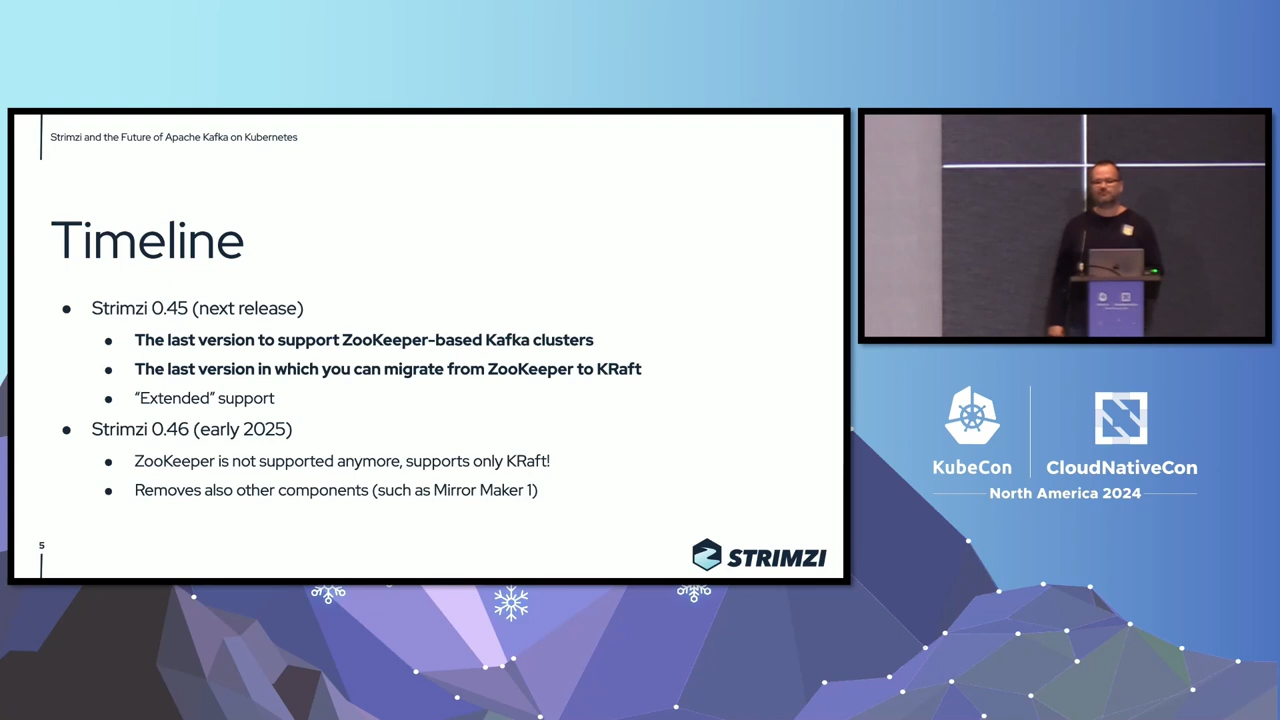 Strimzi and the Future of Apache Kafka on Kubernetes
Timeline
● Strimzi 0.45 (next release)
● The last version to support ZooKeeper-based Kafka clusters
● The last version in which you can migrate from ZooKeeper to KRaft
● “Extended” support
● Strimzi 0.46 (early 2025)
● ZooKeeper is not supported anymore, supports only KRaft!
● Removes also other components (such as Mirror Maker 1)
5
STRIMZI
KubeCon
CloudNativeCon
North America 2024